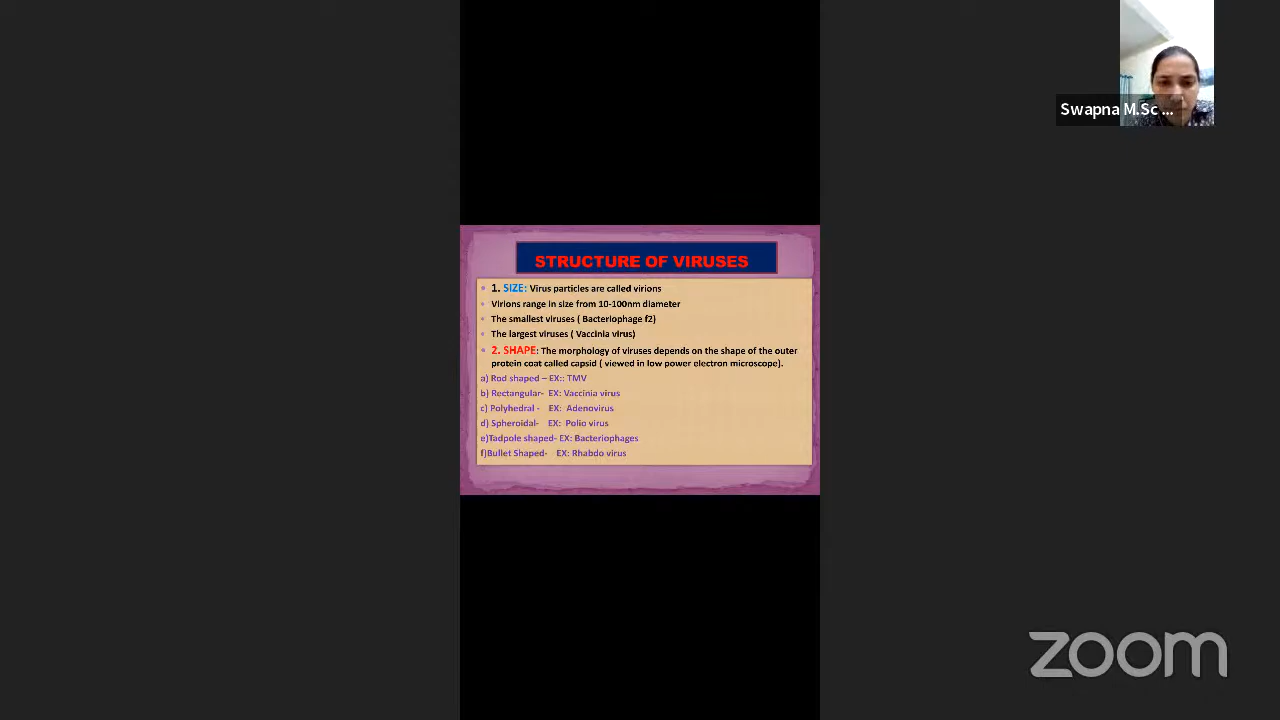 Swapna M.Sc ...
STRUCTURE OF VIRUSES
• 1. SIZE: Virus particles are called virions
• Virions range in size from 10-100nm diameter
• The smallest viruses ( Bacteriophage f2)
• The largest viruses ( Vaccinia virus)
• 2. SHAPE: The morphology of viruses depends on the shape of the outer
protein coat called capsid ( viewed in low power electron microscope).
a) Rod shaped – EX:: TMV
b) Rectangular- EX: Vaccinia virus
c) Polyhedral - EX: Adenovirus
d) Spheroidal- EX: Polio virus
e)Tadpole shaped- EX: Bacteriophages
f)Bullet Shaped- EX: Rhabdo virus
zoom